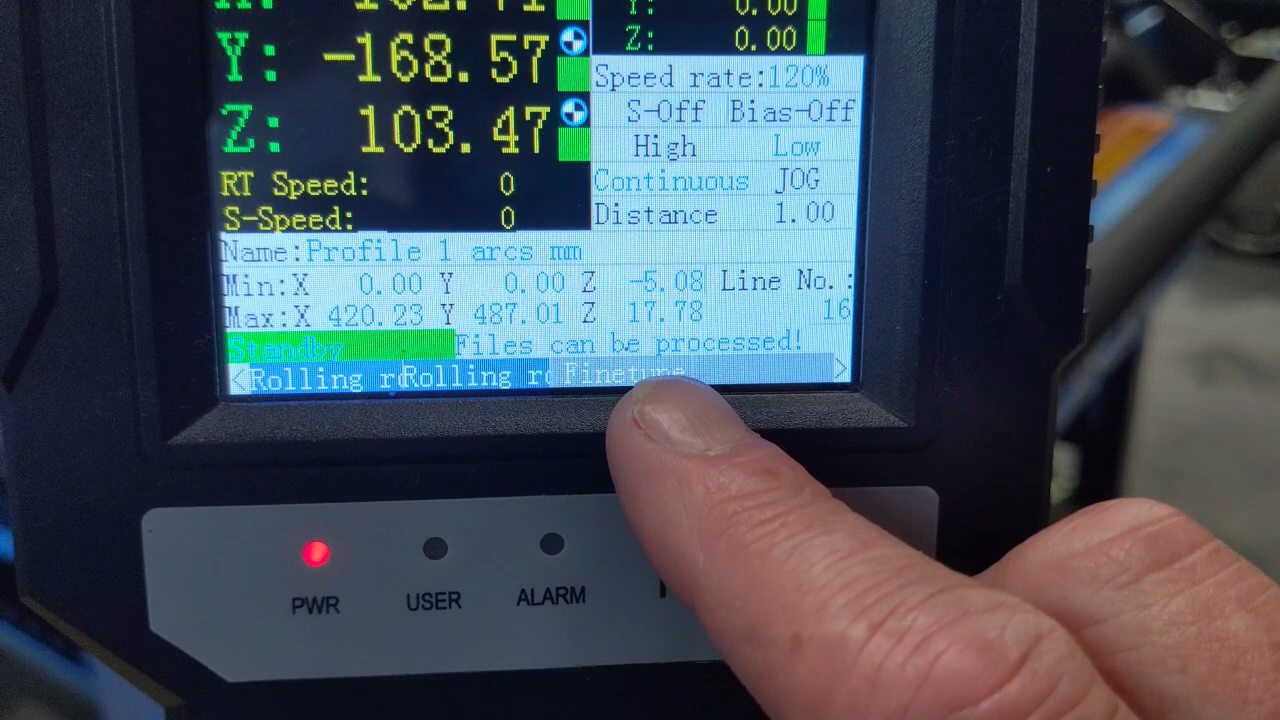 Y: 0.00
Y: -168.57
Z: 0.00
Z: 103.47
Speed rate:120%
S-Off Bias-Off
High Low
RT Speed: 0
Continuous JOG
S-Speed: 0
Distance 1.00
Name:Profile 1 arcs mm
Min:X 0.00 Y 0.00 Z -5.08 Line No.:
Max:X 420.23 Y 487.01 Z 17.78 16
Standby Files can be processed!
<Rolling ro Rolling ro Finetune >
PWR USER ALARM